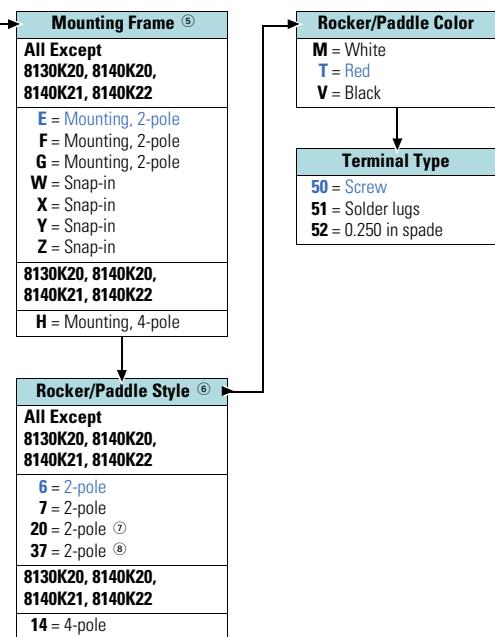 Mounting Frame ⑤
All Except
8130K20, 8140K20,
8140K21, 8140K22
E = Mounting, 2-pole
F = Mounting, 2-pole
G = Mounting, 2-pole
W = Snap-in
X = Snap-in
Y = Snap-in
Z = Snap-in
8130K20, 8140K20,
8140K21, 8140K22
H = Mounting, 4-pole
Rocker/Paddle Style ⑥
All Except
8130K20, 8140K20,
8140K21, 8140K22
6 = 2-pole
7 = 2-pole
20 = 2-pole ⑦
37 = 2-pole ⑧
8130K20, 8140K20,
8140K21, 8140K22
14 = 4-pole
Rocker/Paddle Color
M = White
T = Red
V = Black
Terminal Type
50 = Screw
51 = Solder lugs
52 = 0.250 in spade